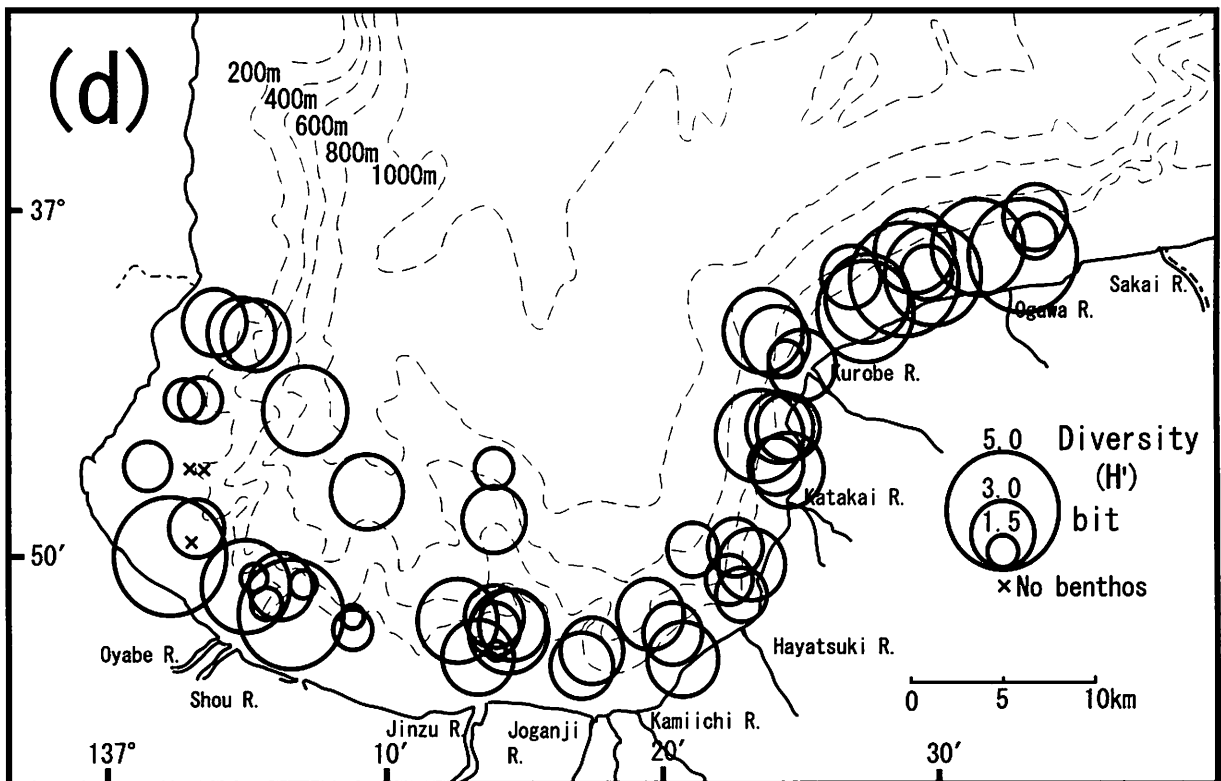 (d)
200m
400m
600m
800m
1000m
37°
Sakai R.
Ogawa R.
Kurobe R.
5.0 Diversity
3.0 (H')
1.5 bit
×No benthos
Katakai R.
50′
Hayatsuki R.
Oyabe R.
Shou R.
0 5 10km
Jinzu R.
Joganji
R.
Kamiichi R.
137° 10′ 20′ 30′